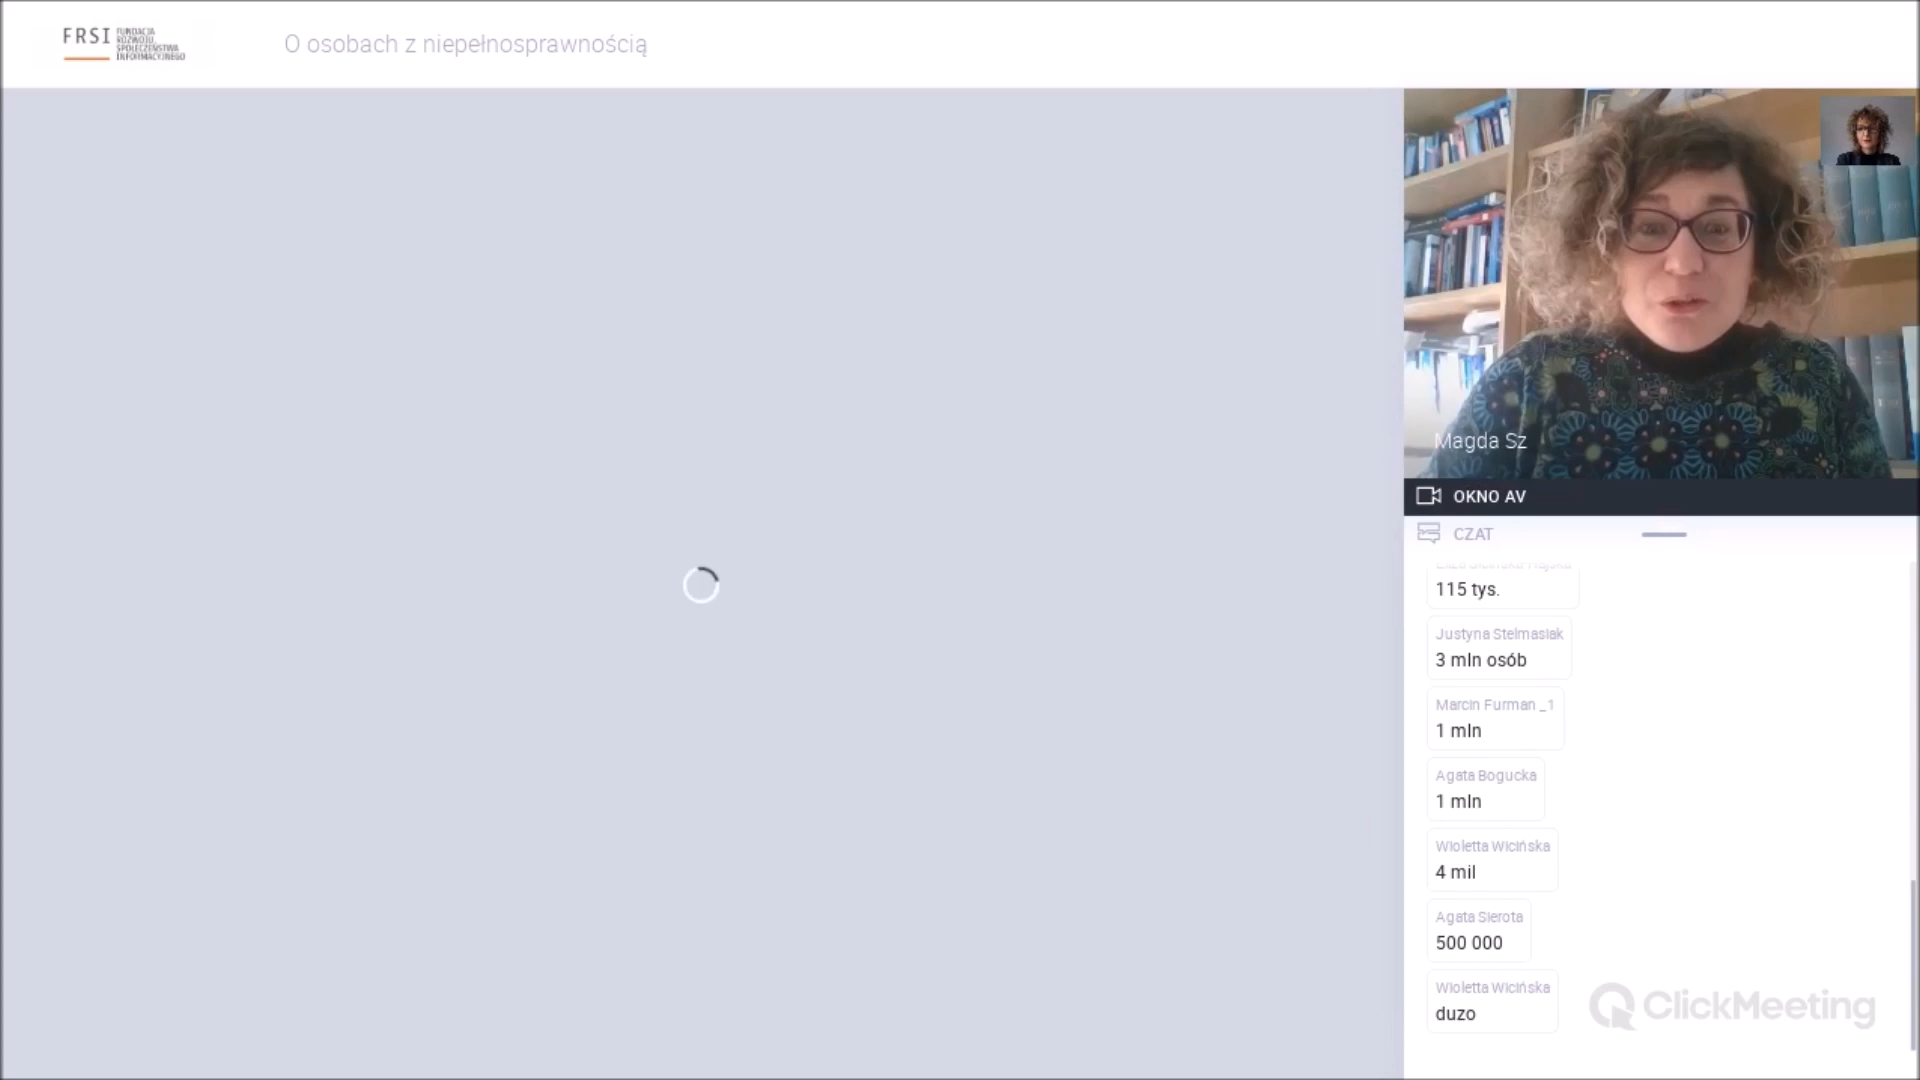 FRSI
FUNDACJA
ROZWOJU
SPOŁECZEŃSTWA
INFORMACYJNEGO
O osobach z niepełnosprawnością
Magda Sz
OKNO AV
CZAT
115 tys.
Justyna Stelmasiak
3 mln osób
Marcin Furman _1
1 mln
Agata Bogucka
1 mln
Wioletta Wicińska
4 mil
Agata Sierota
500 000
Wioletta Wicińska
duzo
ClickMeeting